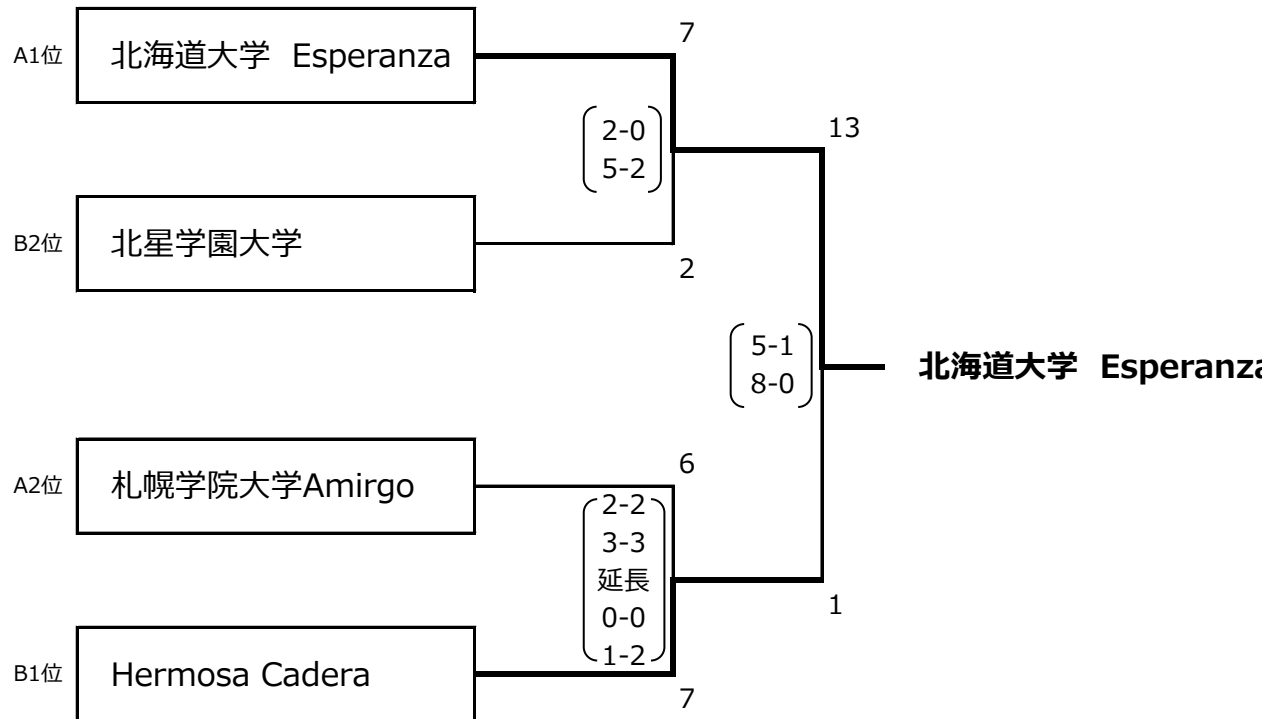 7
A1位 北海道大学 Esperanza
13
2-0
5-2
B2位 北星学園大学
2
5-1
8-0
北海道大学 Esperanza
6
A2位 札幌学院大学Amirgo
2-2
3-3
延長
0-0
1-2
1
B1位 Hermosa Cadera
7